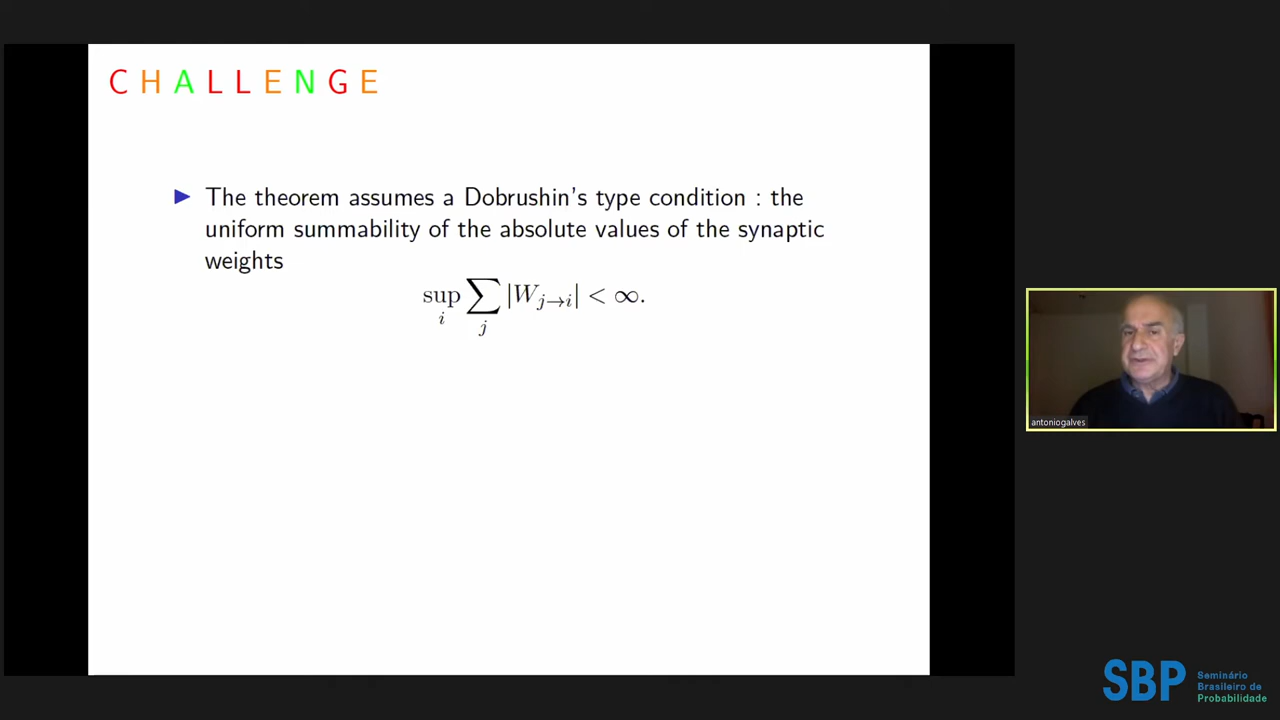 C H A L L E N G E
▶ The theorem assumes a Dobrushin's type condition : the
uniform summability of the absolute values of the synaptic
weights
sup_i ∑_j |W_{j→i}| < ∞.
antoniogalves
SBP
Seminário
Brasileiro de
Probabilidade